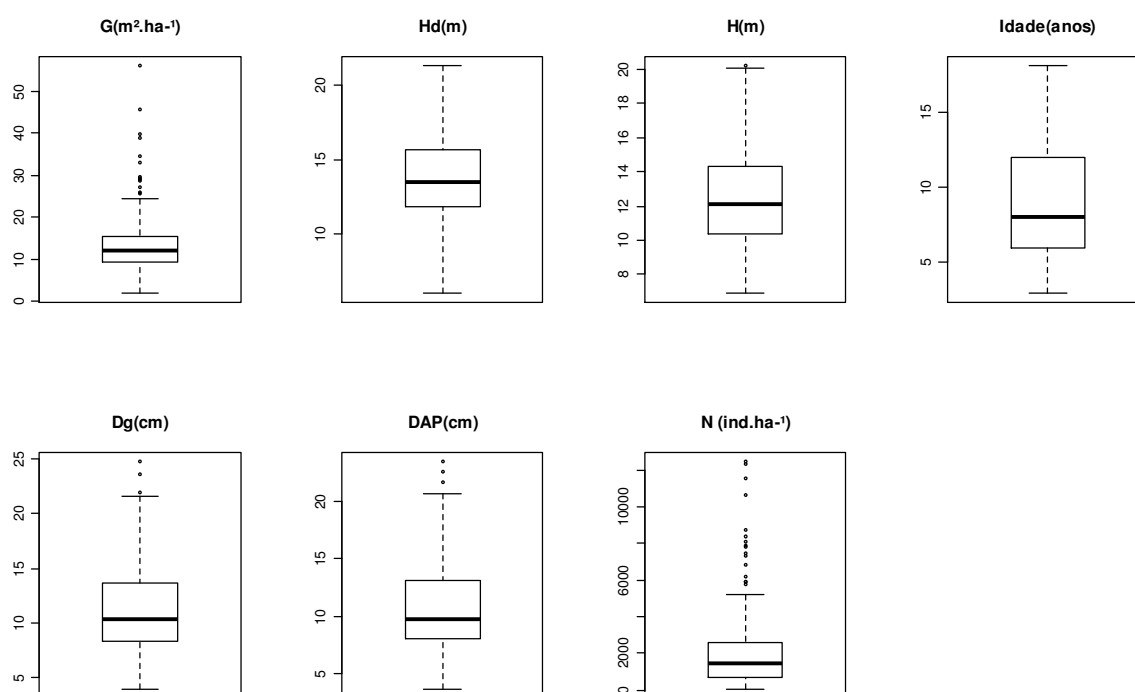 G(m².ha-¹)
Hd(m)
H(m)
Idade(anos)
0 10 20 30 40 50
10 15 20
8 10 12 14 16 18 20
5 10 15
Dg(cm)
DAP(cm)
N (ind.ha-¹)
5 10 15 20 25
5 10 15 20
0 2000 6000 10000